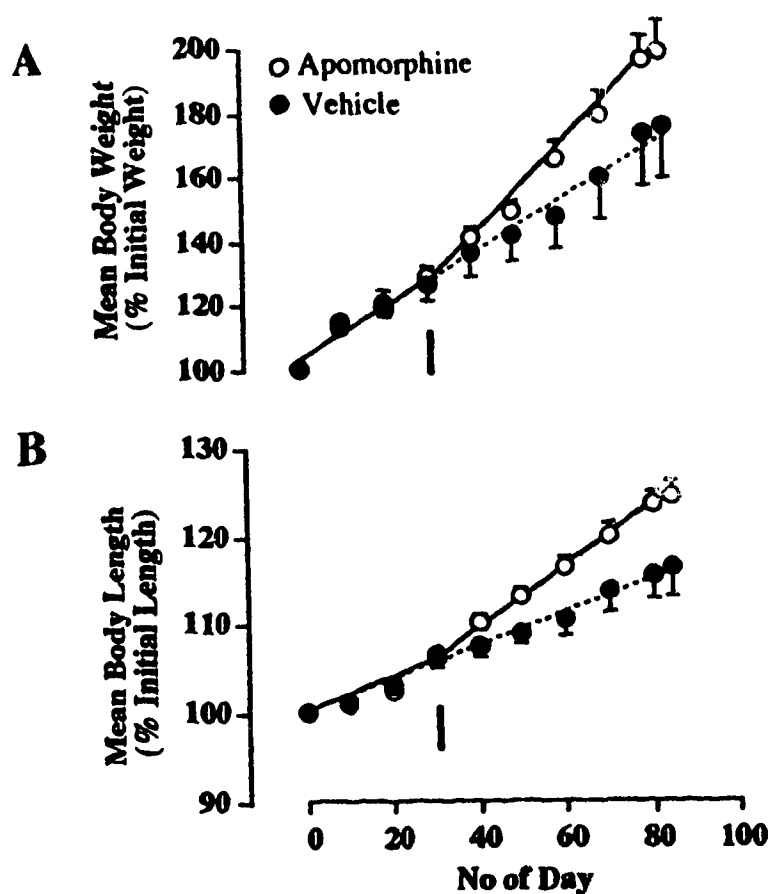 A
200
180
160
140
120
100
Mean Body Weight
(% Initial Weight)
Apomorphine
Vehicle
B
130
120
110
100
90
Mean Body Length
(% Initial Length)
0 20 40 60 80 100
No of Day